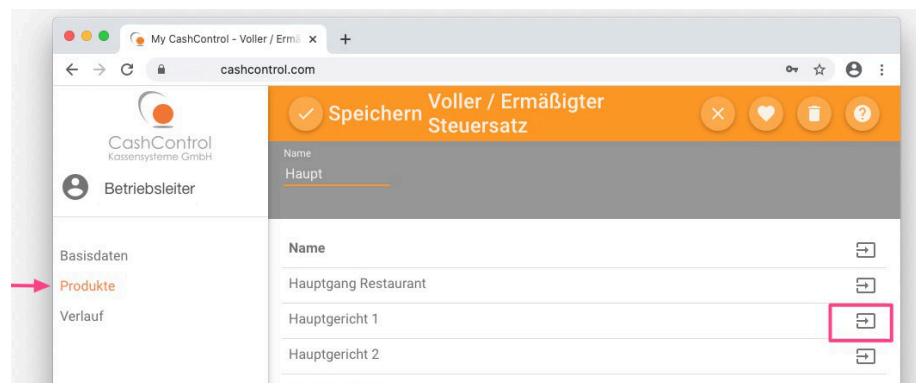 My CashControl - Voller / Ermä
cashcontrol.com
CashControl
Kassensysteme GmbH
Betriebsleiter
Basisdaten
Produkte
Verlauf
Speichern
Voller / Ermäßigter
Steuersatz
Name
Haupt
Name
Hauptgang Restaurant
Hauptgericht 1
Hauptgericht 2